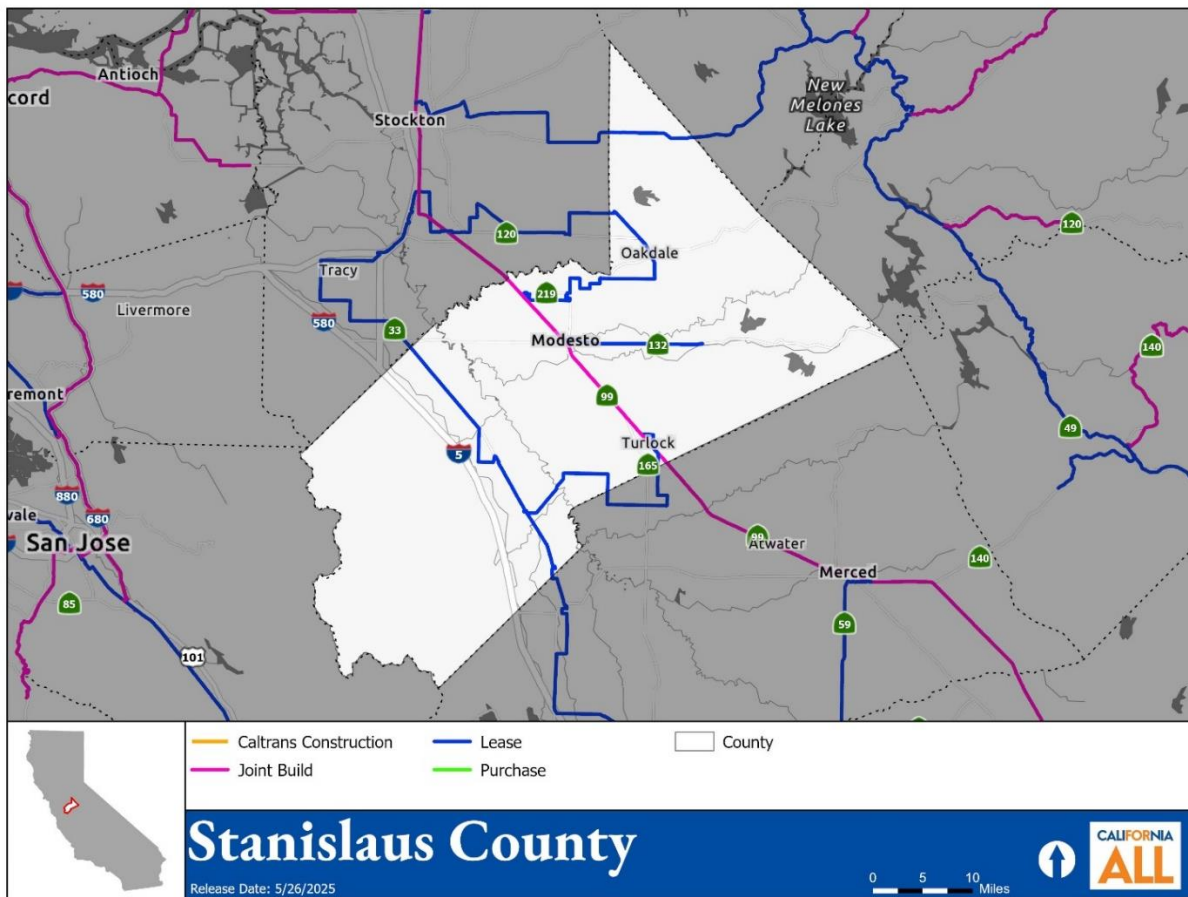 Antioch
cord
Stockton
New
Melones
Lake
120
Oakdale
120
Tracy
580
Livermore
219
580
33
Modesto
132
140
remont
99
49
Turlock
165
5
880
680
vale
San Jose
99
Atwater
140
Merced
85
59
101
Caltrans Construction
Lease
County
Joint Build
Purchase
Stanislaus County
Release Date: 5/26/2025
0 5 10
Miles
CALIFORNIA
ALL